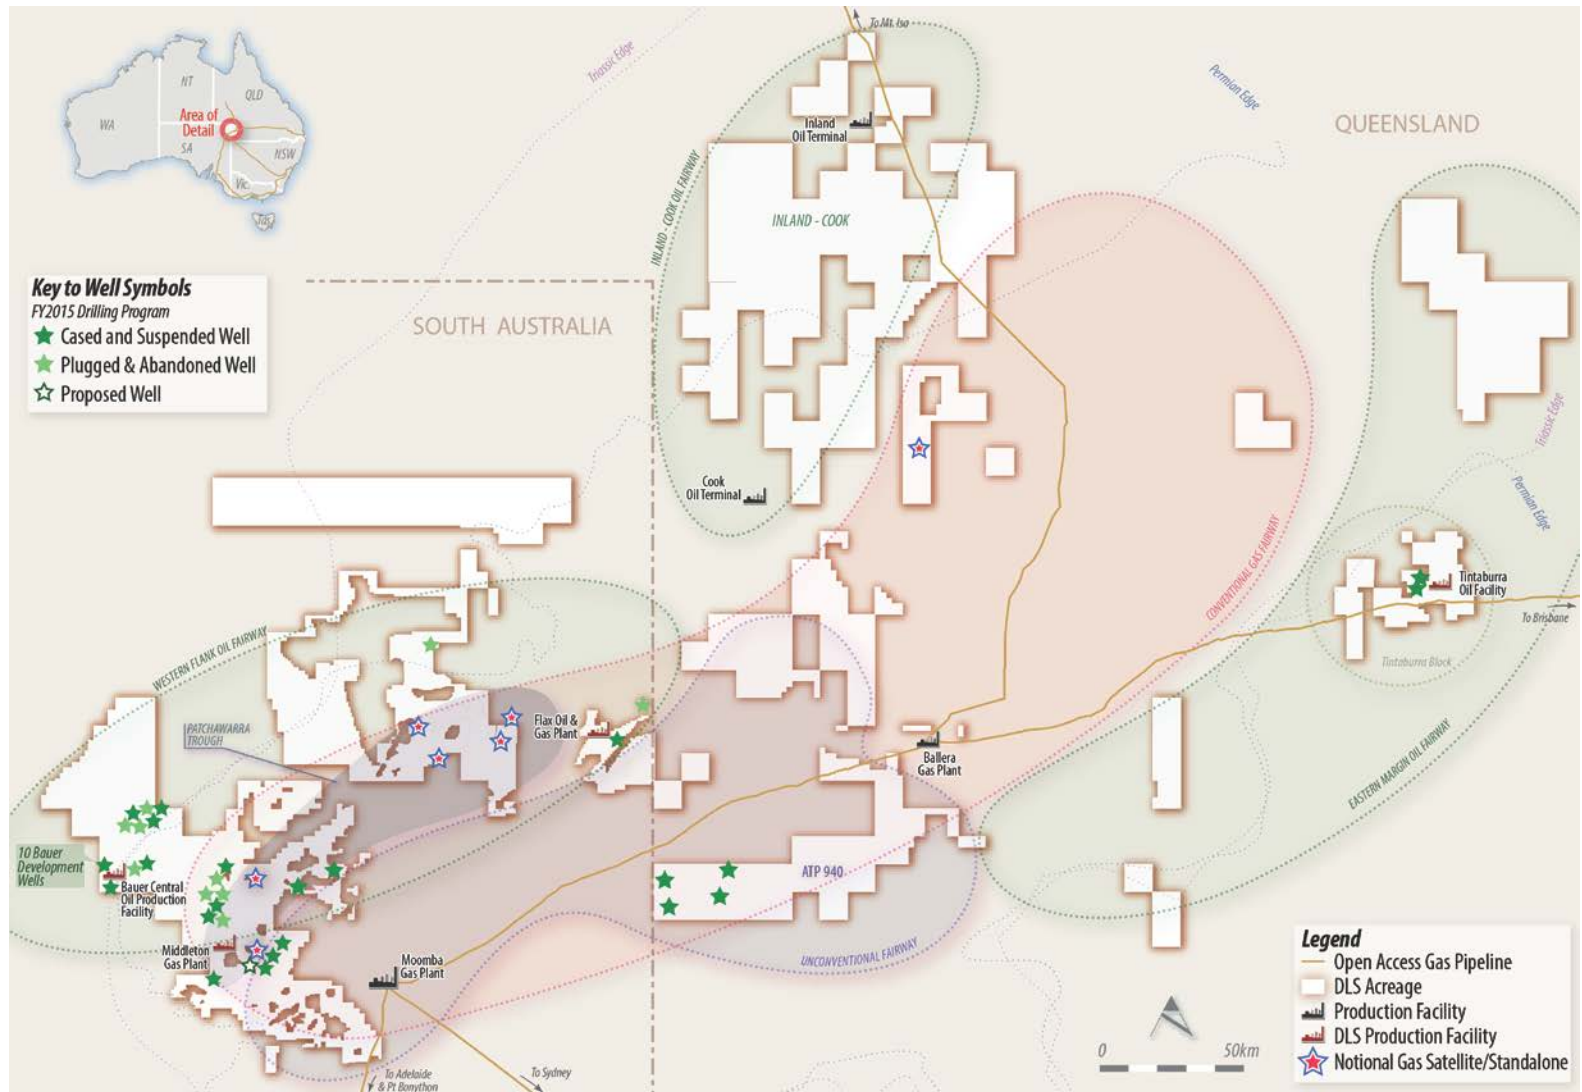 To Mt. Isa
Triassic Edge
Permian Edge
QUEENSLAND
NT
QLD
WA
Area of
Detail
SA
NSW
Vic
Tas
Inland
Oil Terminal
INLAND - COOK OIL FAIRWAY
INLAND - COOK
Key to Well Symbols
FY2015 Drilling Program
Cased and Suspended Well
Plugged & Abandoned Well
Proposed Well
SOUTH AUSTRALIA
Triassic Edge
Cook
Oil Terminal
Permian Edge
CONVENTIONAL GAS FAIRWAY
Tintaburra
Oil Facility
To Brisbane
Tintaburra Block
WESTERN FLANK OIL FAIRWAY
PATCHAWARRA
TROUGH
Flax Oil &
Gas Plant
Ballera
Gas Plant
EASTERN MARGIN OIL FAIRWAY
10 Bauer
Development
Wells
Bauer Central
Oil Production
Facility
ATP 940
Middleton
Gas Plant
Moomba
Gas Plant
UNCONVENTIONAL FAIRWAY
To Adelaide
& Pt Bonython
To Sydney
0 50km
Legend
Open Access Gas Pipeline
DLS Acreage
Production Facility
DLS Production Facility
Notional Gas Satellite/Standalone